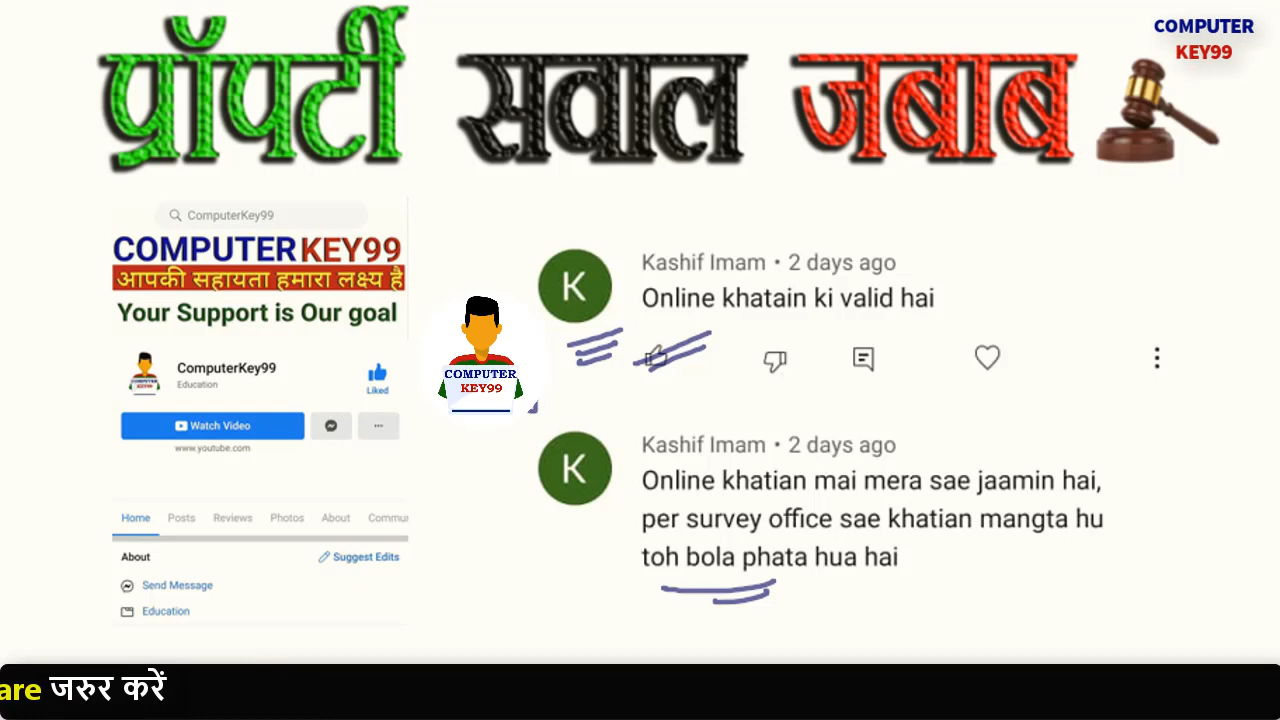 प्रॉपर्टी सवाल जबाब
COMPUTER
KEY99
ComputerKey99
COMPUTER KEY99
आपकी सहायता हमारा लक्ष्य है
Your Support is Our goal
ComputerKey99
Education
Liked
Watch Video
www.youtube.com
Home Posts Reviews Photos About Commun
About
Suggest Edits
Send Message
Education
COMPUTER
KEY99
K
Kashif Imam • 2 days ago
Online khatain ki valid hai
K
Kashif Imam • 2 days ago
Online khatian mai mera sae jaamin hai,
per survey office sae khatian mangta hu
toh bola phata hua hai
are जरुर करें